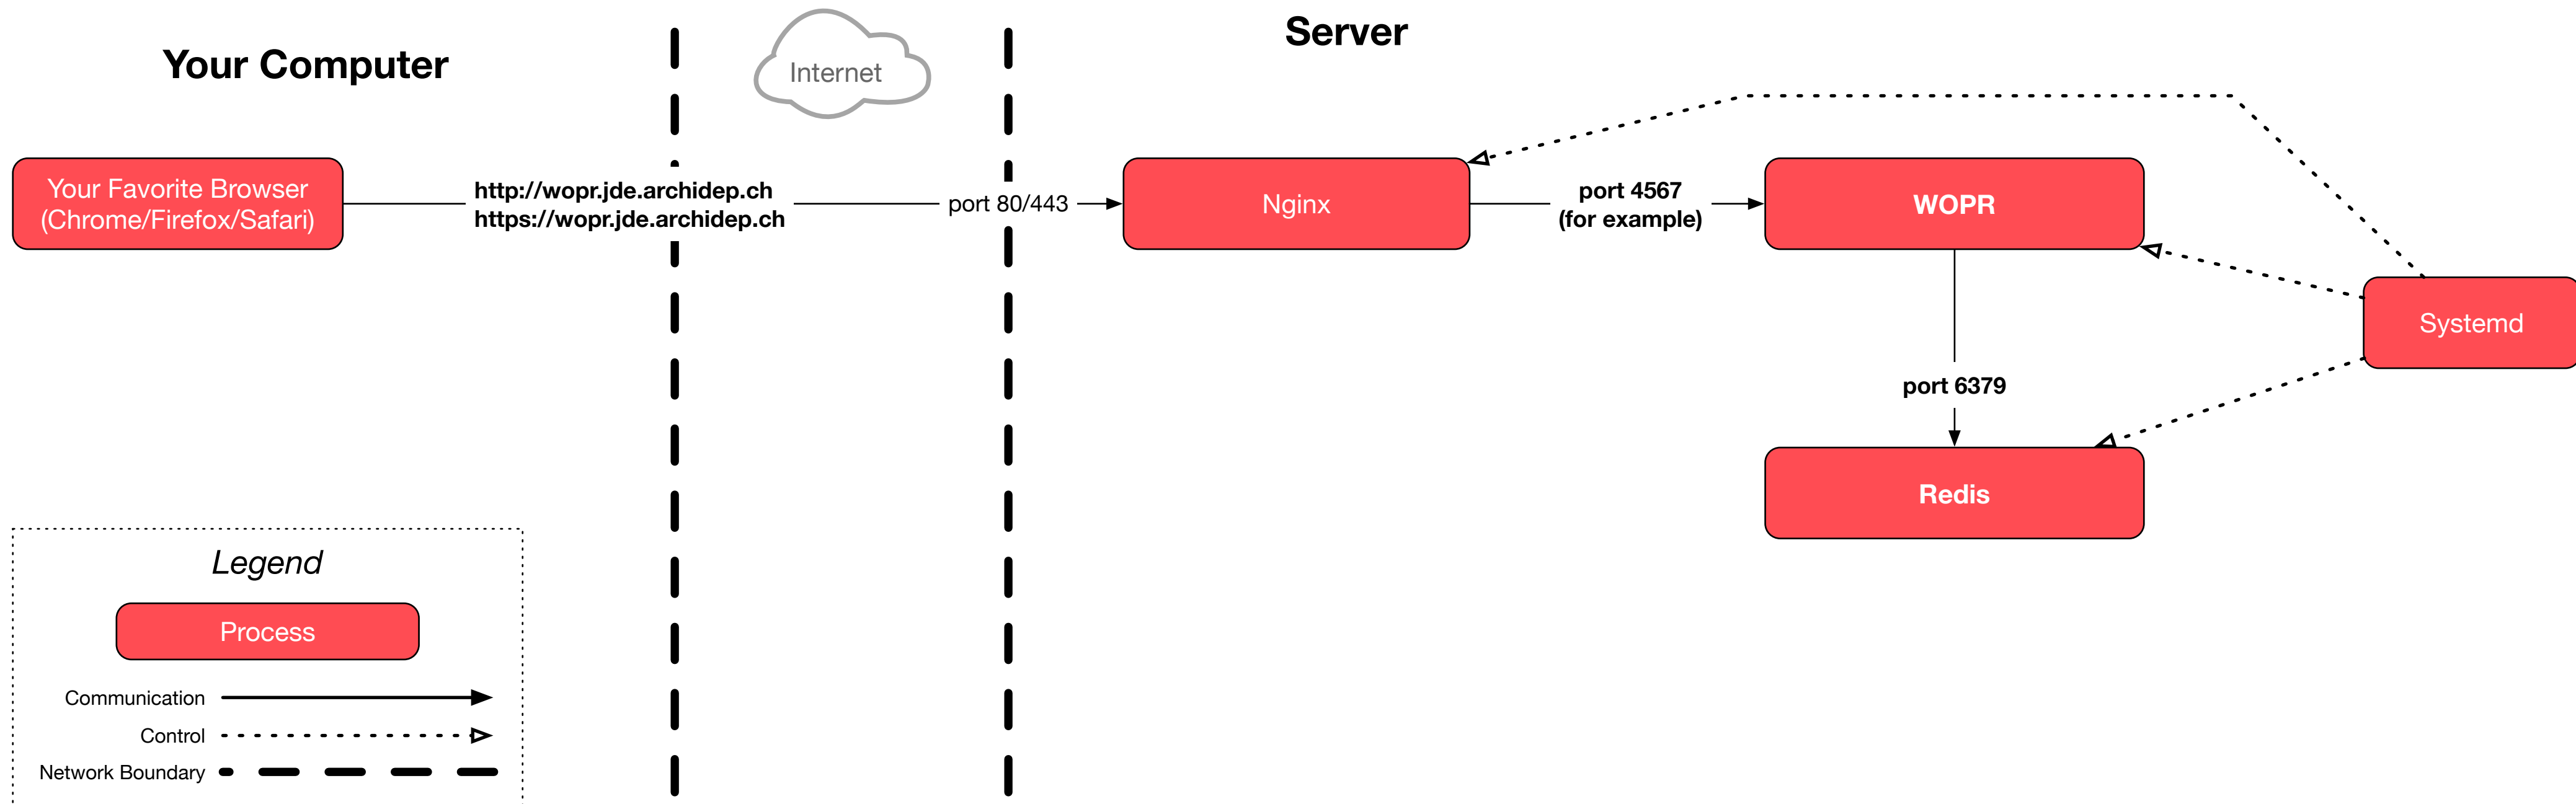 Your Computer
Internet
Server
Your Favorite Browser
(Chrome/Firefox/Safari)
http://wopr.jde.archidep.ch
https://wopr.jde.archidep.ch
port 80/443
Nginx
port 4567
(for example)
WOPR
Systemd
port 6379
Redis
Legend
Process
Communication
Control
Network Boundary